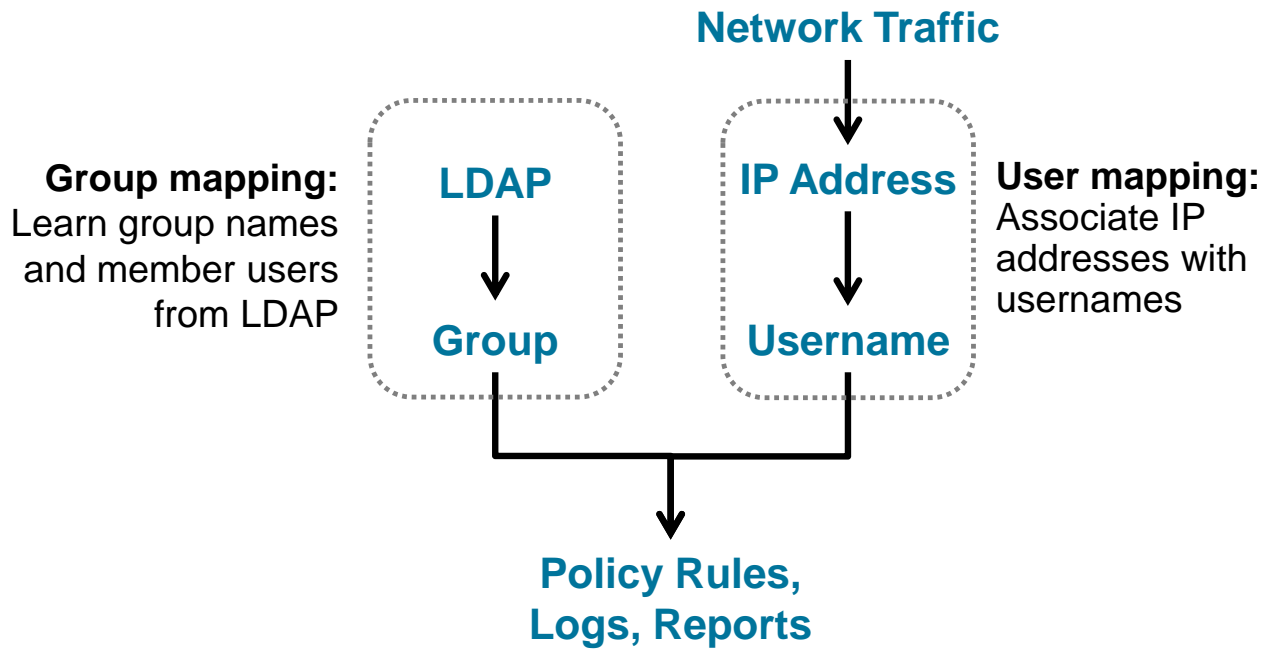 Network Traffic
Group mapping:
Learn group names
and member users
from LDAP
LDAP
Group
IP Address
Username
User mapping:
Associate IP
addresses with
usernames
Policy Rules,
Logs, Reports